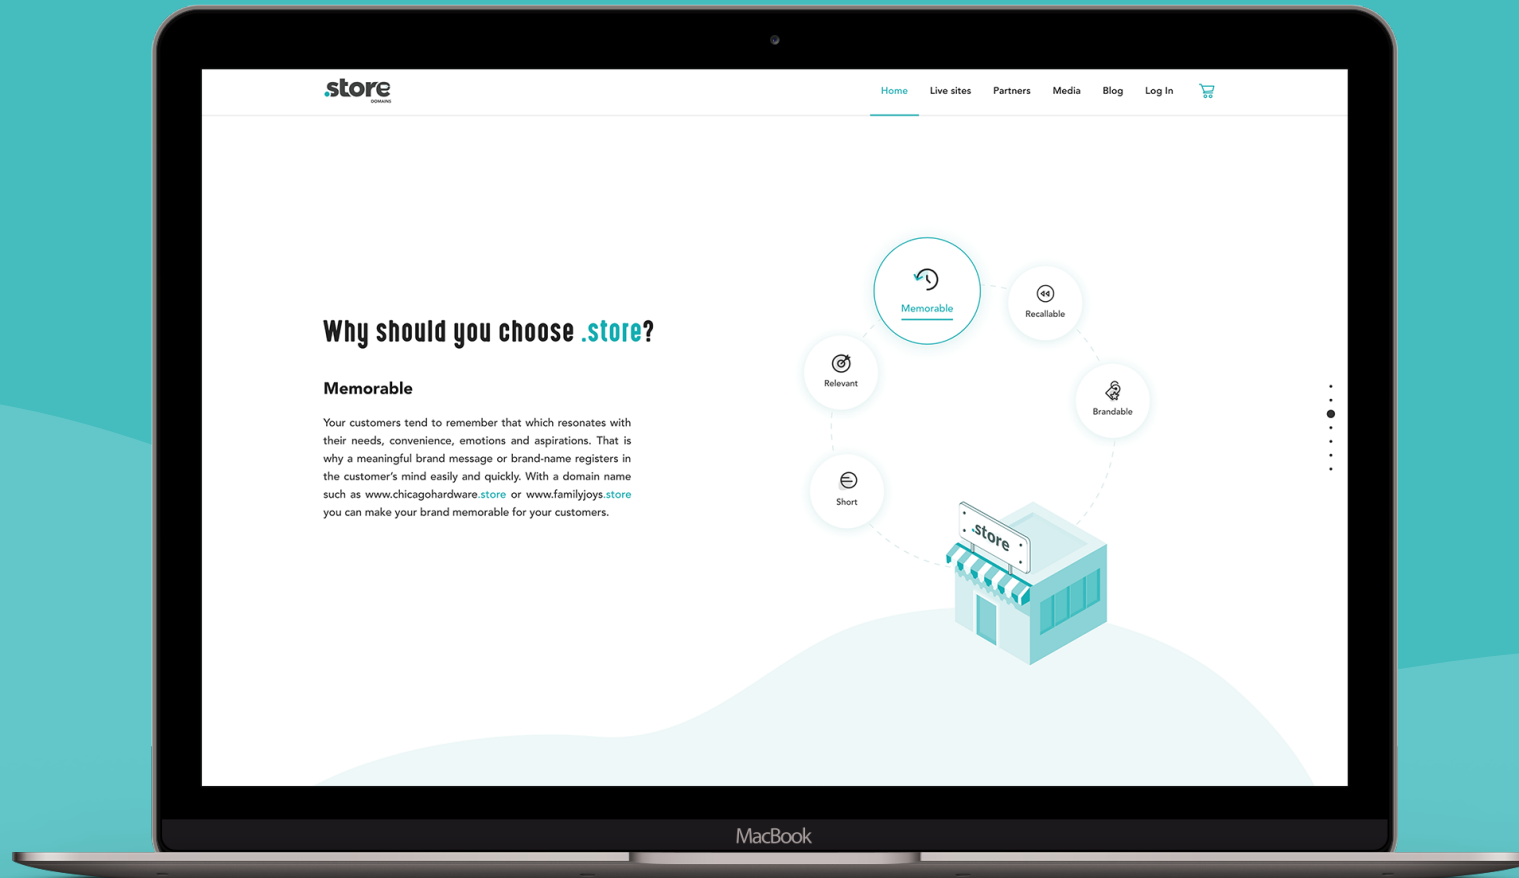 .store
DOMAINS
Home Live sites Partners Media Blog Log In
Memorable
Recallable
Relevant
Brandable
Short
.store
Why should you choose .store?
Memorable
Your customers tend to remember that which resonates with
their needs, convenience, emotions and aspirations. That is
why a meaningful brand message or brand-name registers in
the customer's mind easily and quickly. With a domain name
such as www.chicagohardware.store or www.familyjoys.store
you can make your brand memorable for your customers.
MacBook